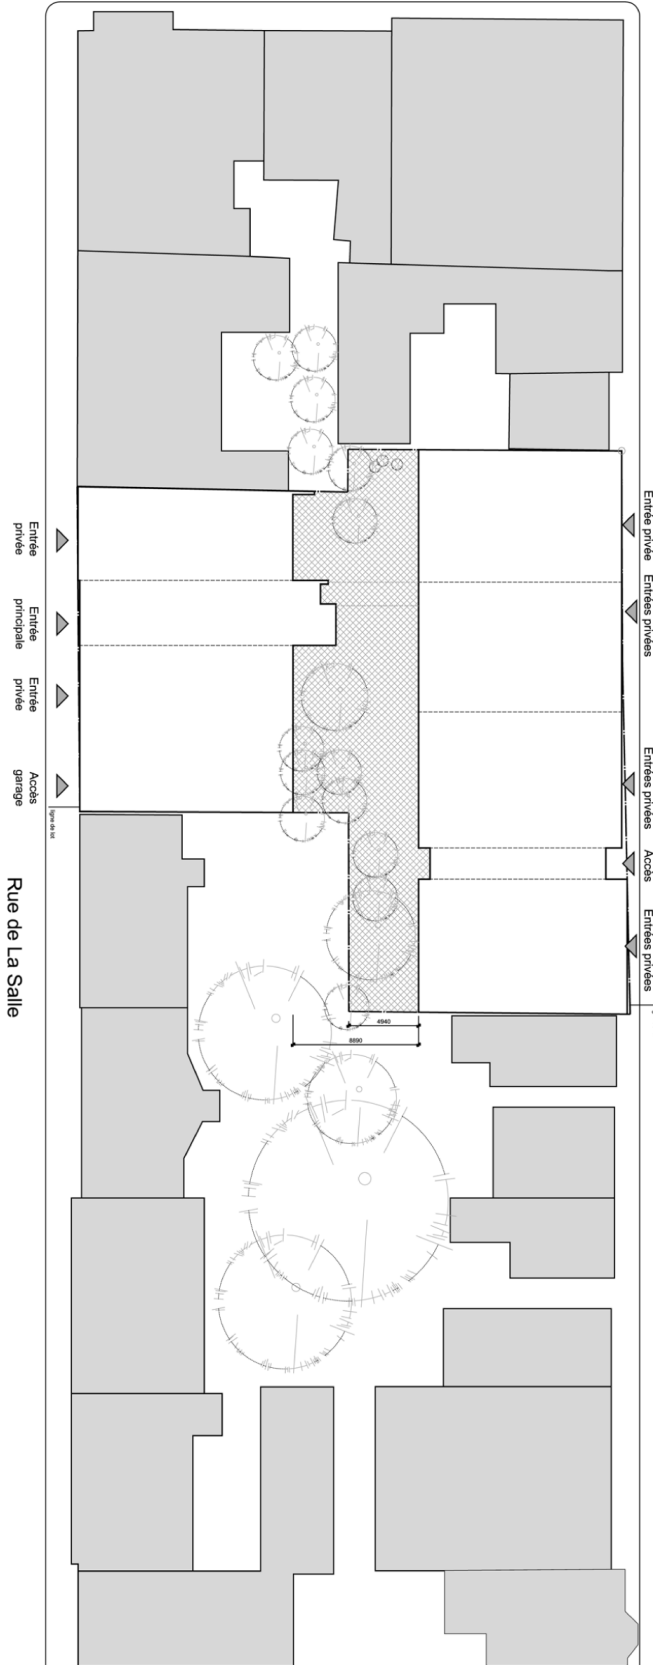 Entrée
privée
Entrée
principale
Entrée
privée
Accès
garage
ligne de lot
Rue de La Salle
Entrée privée
Entrées privées
Entrées privées
Accès
Entrées privées
4940
8890